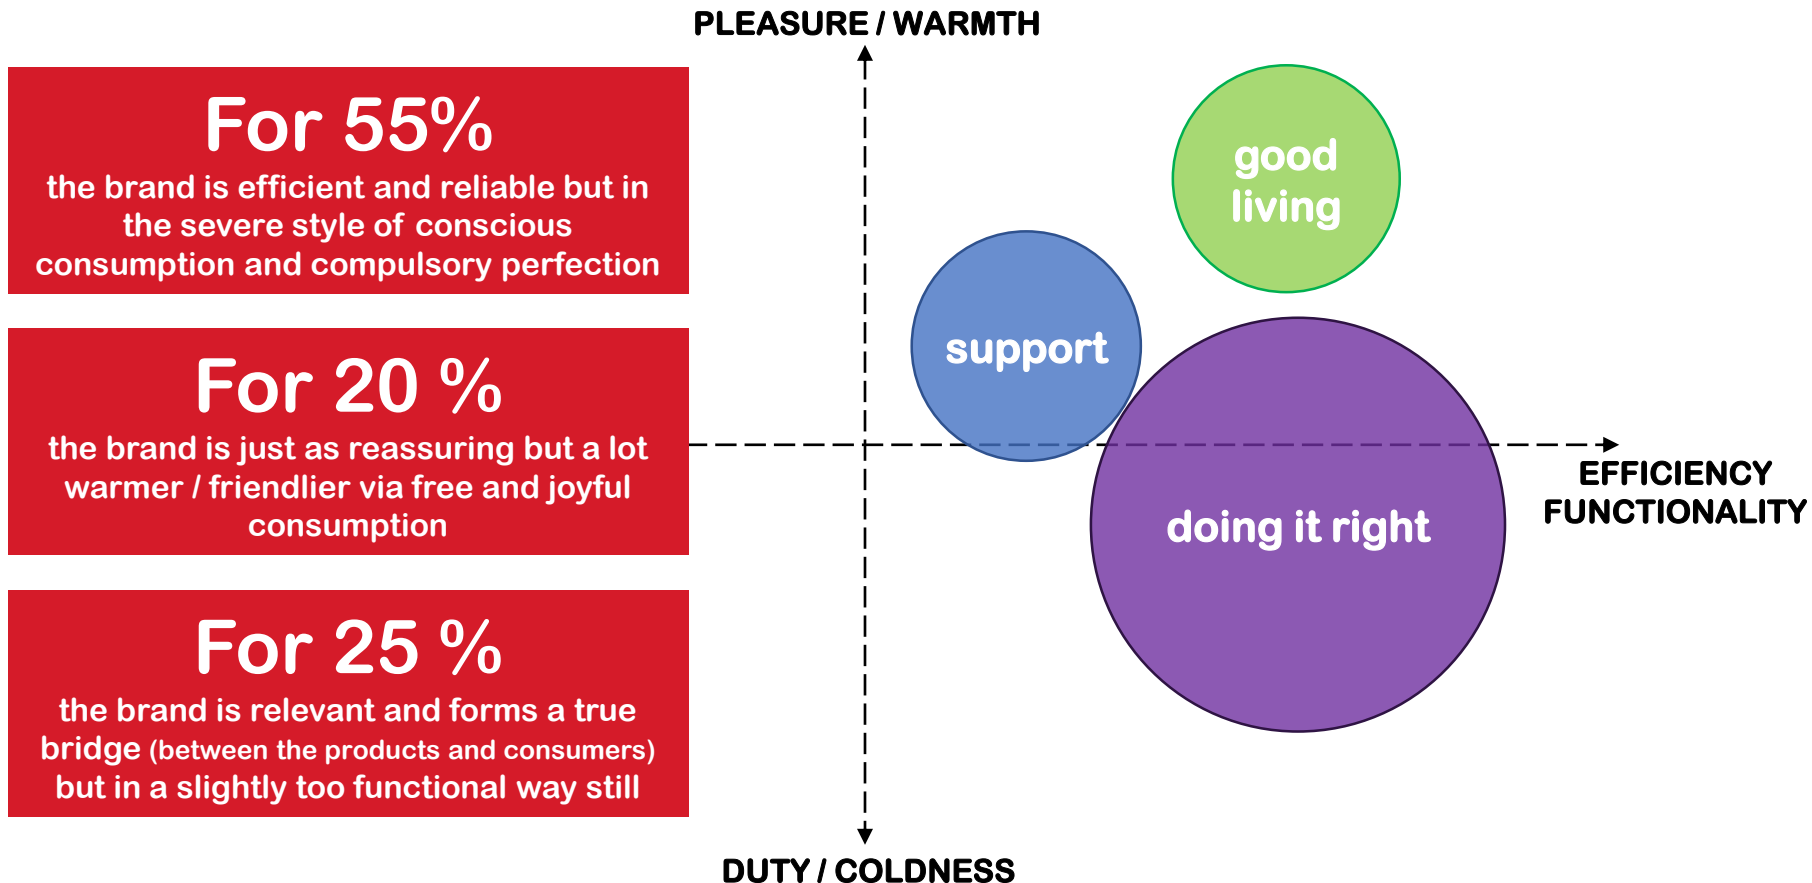 PLEASURE / WARMTH
For 55%
the brand is efficient and reliable but in
the severe style of conscious
consumption and compulsory perfection
For 20 %
the brand is just as reassuring but a lot
warmer / friendlier via free and joyful
consumption
For 25 %
the brand is relevant and forms a true
bridge (between the products and consumers)
but in a slightly too functional way still
good
living
support
doing it right
EFFICIENCY
FUNCTIONALITY
DUTY / COLDNESS